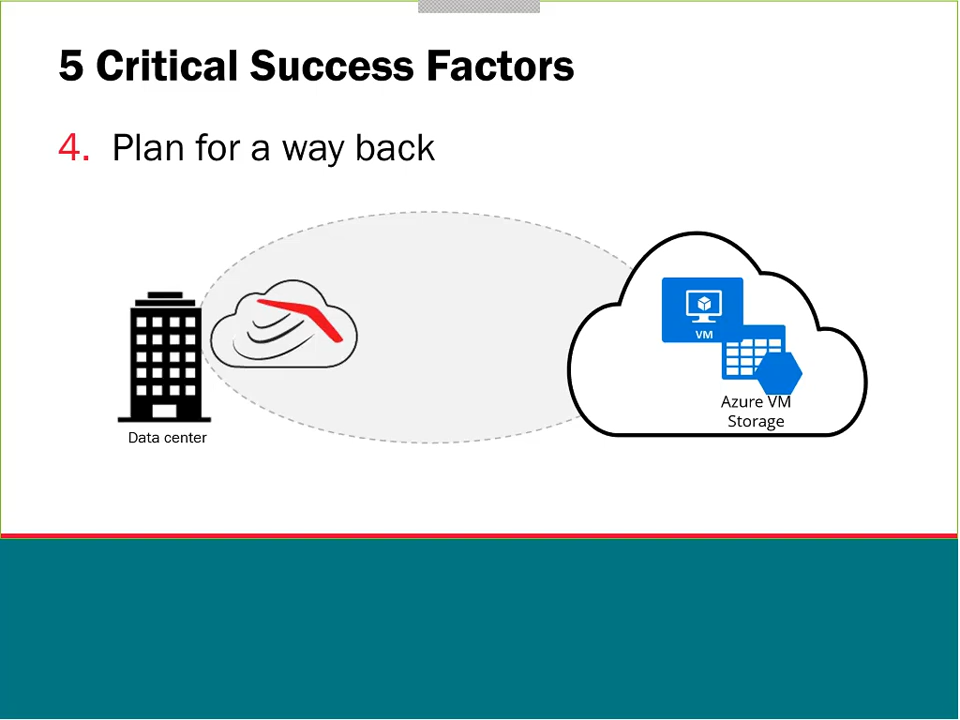 5 Critical Success Factors
4. Plan for a way back
VM
Azure VM
Storage
Data center